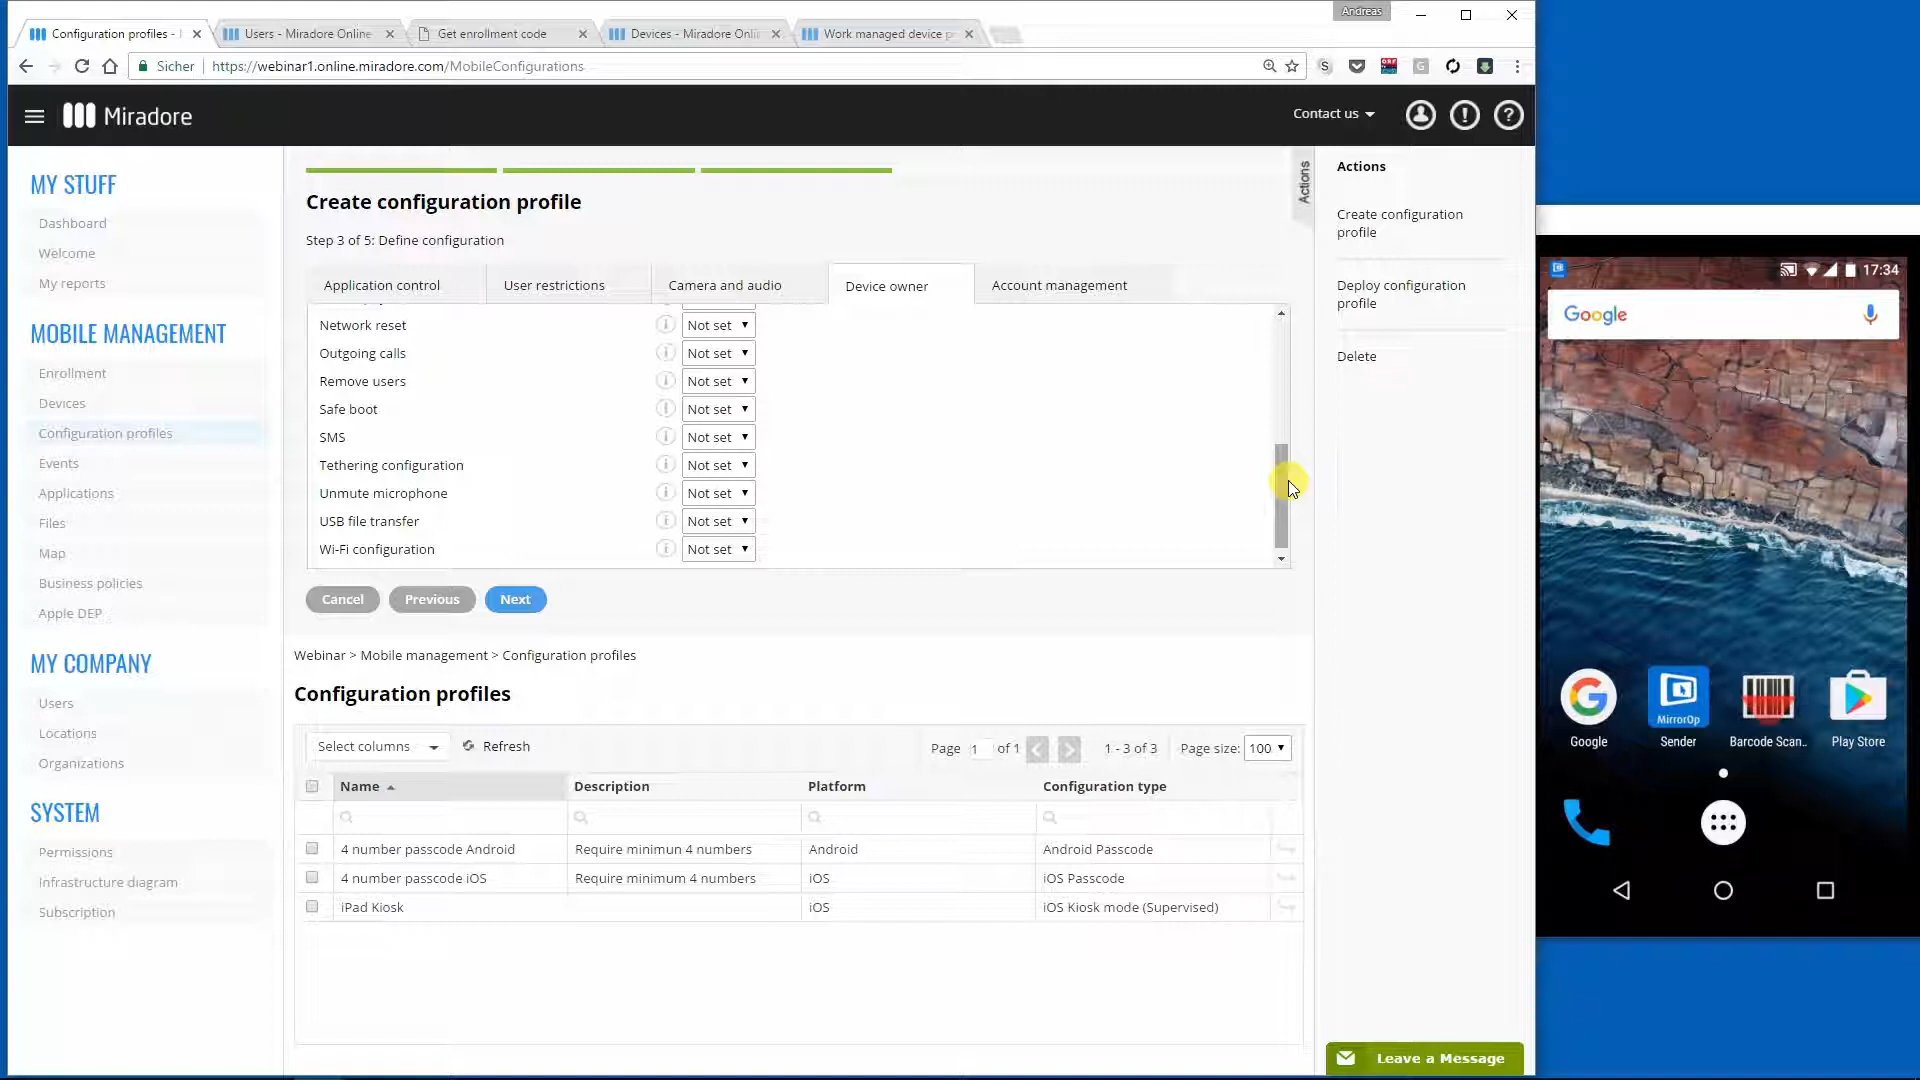 Andreas
Configuration profiles -
Users - Miradore Online
Get enrollment code
Devices - Miradore Onli
Work managed device p
Sicher
https://webinar1.online.miradore.com/MobileConfigurations
Miradore
Contact us
MY STUFF
Dashboard
Welcome
My reports
MOBILE MANAGEMENT
Enrollment
Devices
Configuration profiles
Events
Applications
Files
Map
Business policies
Apple DEP
MY COMPANY
Users
Locations
Organizations
SYSTEM
Permissions
Infrastructure diagram
Subscription
Create configuration profile
Step 3 of 5: Define configuration
Application control
User restrictions
Camera and audio
Device owner
Account management
Network reset Not set
Outgoing calls Not set
Remove users Not set
Safe boot Not set
SMS Not set
Tethering configuration Not set
Unmute microphone Not set
USB file transfer Not set
Wi-Fi configuration Not set
Cancel Previous Next
Webinar > Mobile management > Configuration profiles
Configuration profiles
Select columns Refresh Page 1 of 1 1 - 3 of 3 Page size: 100
Name Description Platform Configuration type
4 number passcode Android Require minimun 4 numbers Android Android Passcode
4 number passcode iOS Require minimum 4 numbers iOS iOS Passcode
iPad Kiosk iOS iOS Kiosk mode (Supervised)
Actions
Actions
Create configuration
profile
Deploy configuration
profile
Delete
Leave a Message
17:34
Google
MirrorOp
Google Sender Barcode Scan.. Play Store